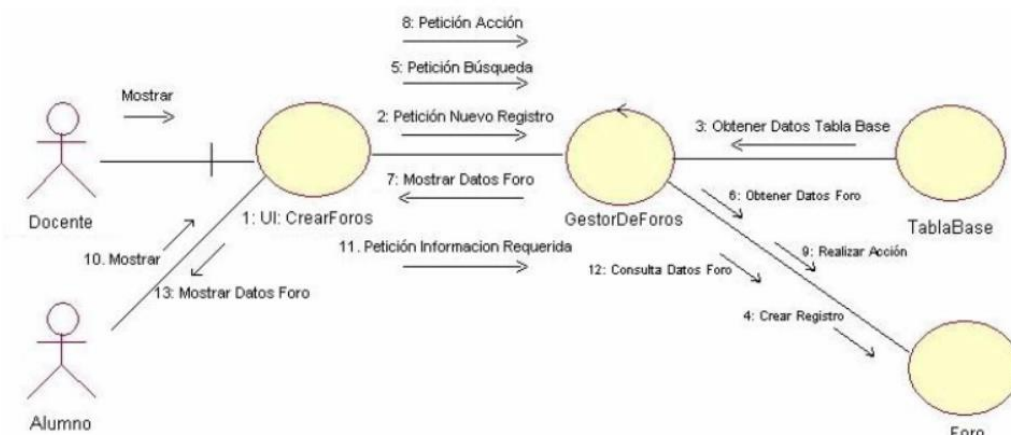 8: Petición Acción
5: Petición Búsqueda
Mostrar
2: Petición Nuevo Registro
3: Obtener Datos Tabla Base
7: Mostrar Datos Foro
6: Obtener Datos Foro
Docente
1: UI: CrearForos
GestorDeForos
TablaBase
10. Mostrar
11. Petición Informacion Requerida
9: Realizar Acción
12: Consulta Datos Foro
13: Mostrar Datos Foro
4: Crear Registro
Alumno
Foro